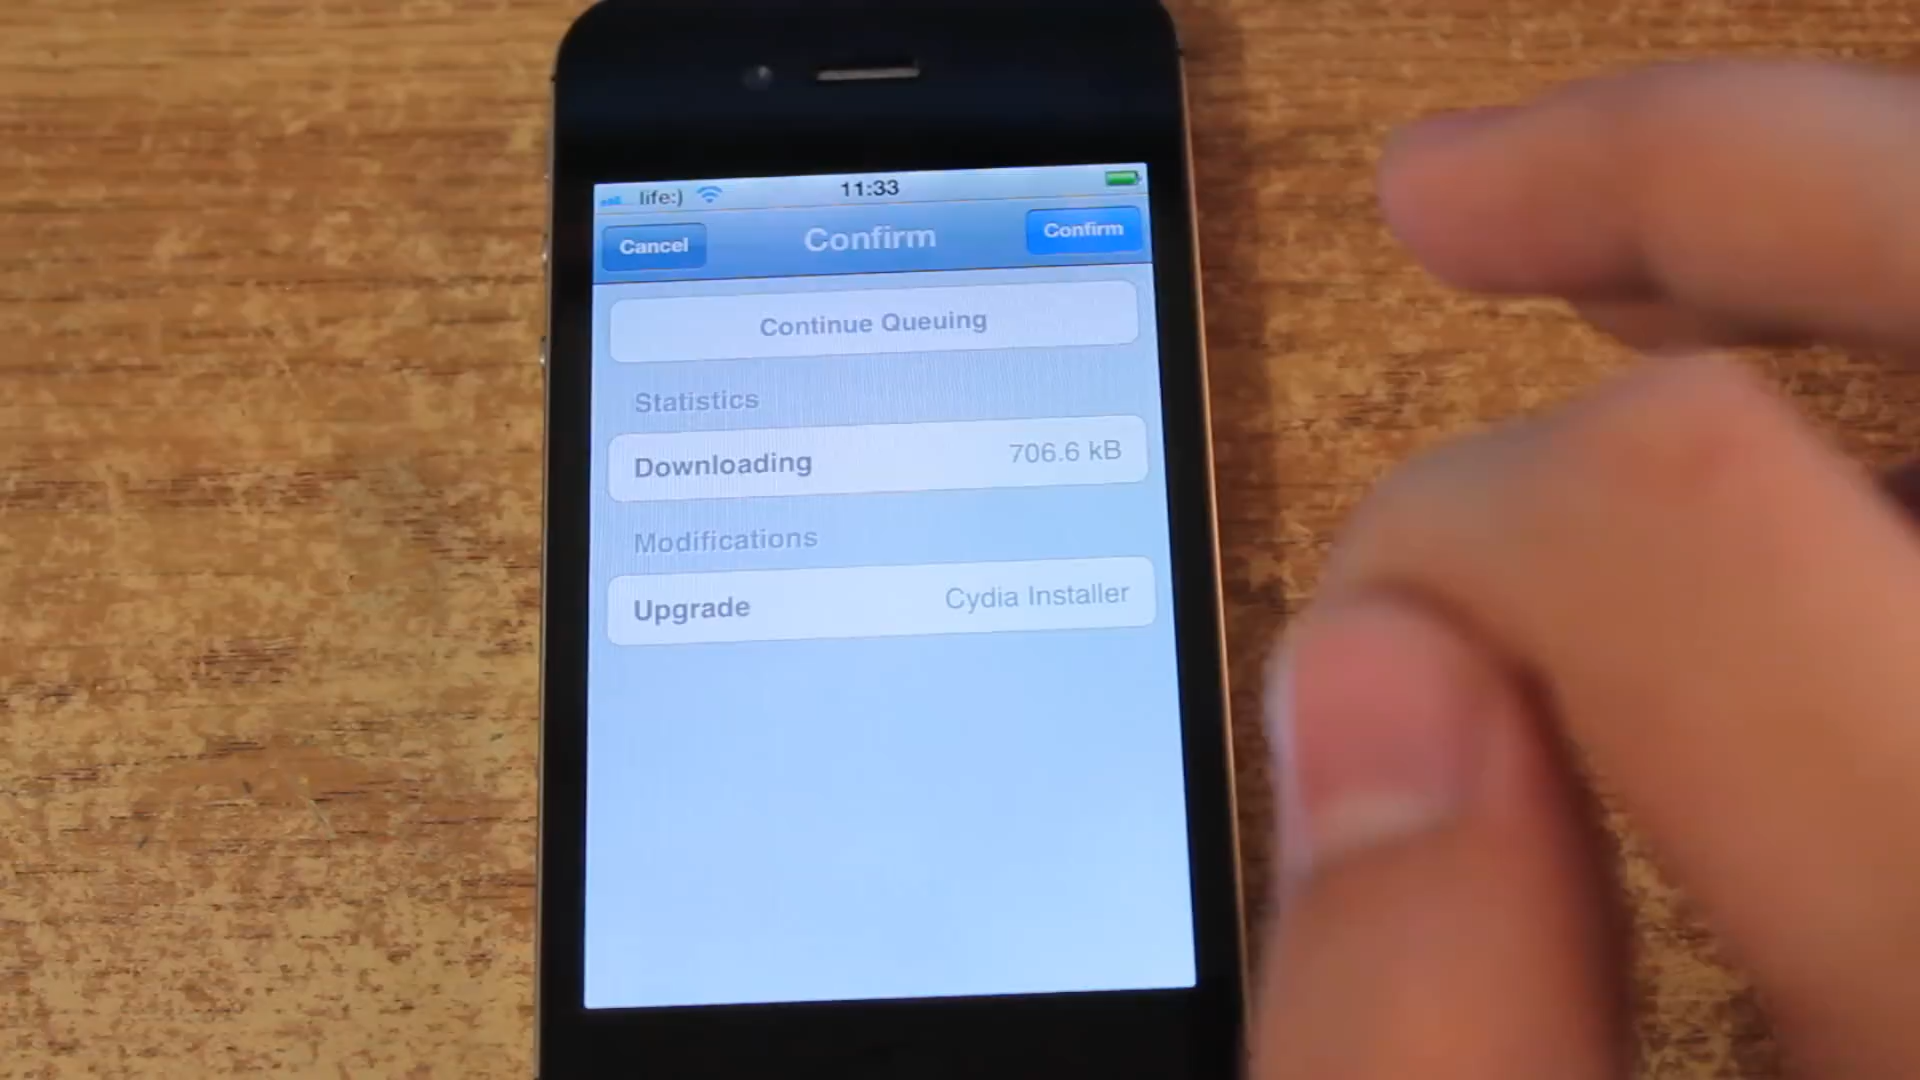 life:) 11:33
Cancel Confirm Confirm
Continue Queuing
Statistics
Downloading 706.6 kB
Modifications
Upgrade Cydia Installer